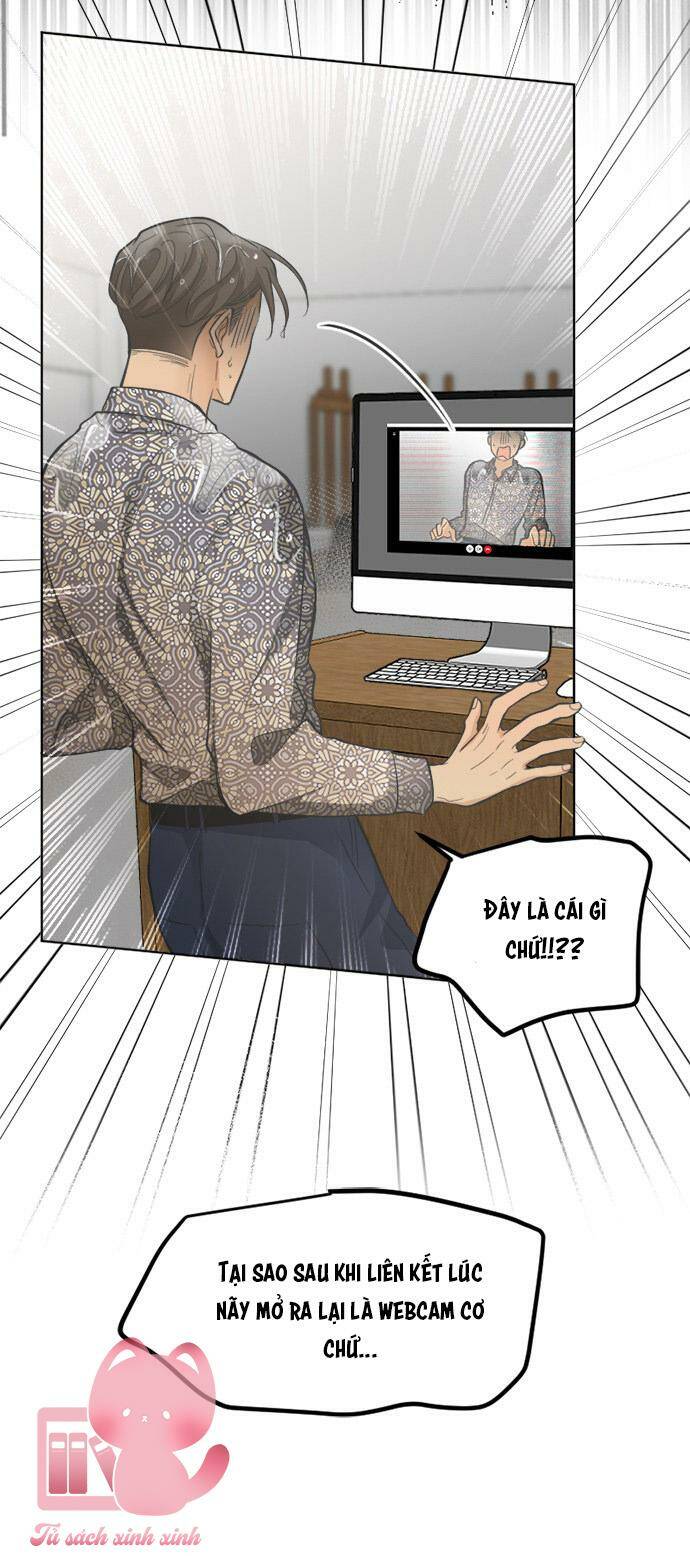 ĐÂY LÀ CÁI GÌ
CHỨ!!??
TẠI SAO SAU KHI LIÊN KẾT LÚC
NÃY MỞ RA LẠI LÀ WEBCAM CƠ
CHỨ...
Tủ sách xinh xinh